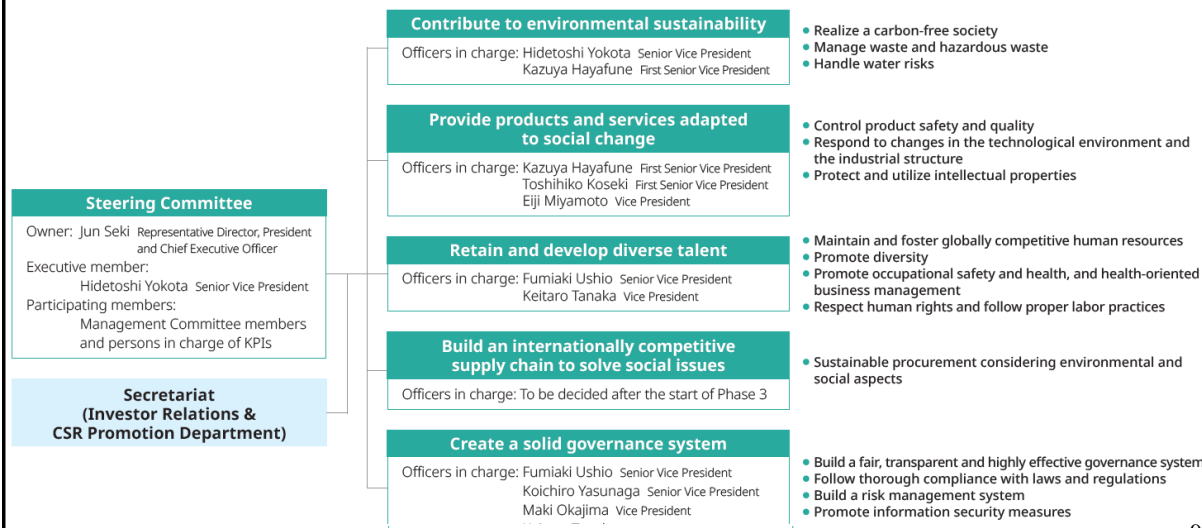 Contribute to environmental sustainability
Officers in charge: Hidetoshi Yokota Senior Vice President
Kazuya Hayafune First Senior Vice President
• Realize a carbon-free society
• Manage waste and hazardous waste
• Handle water risks
Provide products and services adapted
to social change
Officers in charge: Kazuya Hayafune First Senior Vice President
Toshihiko Koseki First Senior Vice President
Eiji Miyamoto Vice President
• Control product safety and quality
• Respond to changes in the technological environment and
the industrial structure
• Protect and utilize intellectual properties
Steering Committee
Owner: Jun Seki Representative Director, President
and Chief Executive Officer
Executive member:
Hidetoshi Yokota Senior Vice President
Participating members:
Management Committee members
and persons in charge of KPIs
Retain and develop diverse talent
Officers in charge: Fumiaki Ushio Senior Vice President
Keitaro Tanaka Vice President
• Maintain and foster globally competitive human resources
• Promote diversity
• Promote occupational safety and health, and health-oriented
business management
• Respect human rights and follow proper labor practices
Build an internationally competitive
supply chain to solve social issues
Officers in charge: To be decided after the start of Phase 3
• Sustainable procurement considering environmental and
social aspects
Secretariat
(Investor Relations &
CSR Promotion Department)
Create a solid governance system
Officers in charge: Fumiaki Ushio Senior Vice President
Koichiro Yasunaga Senior Vice President
Maki Okajima Vice President
• Build a fair, transparent and highly effective governance system
• Follow thorough compliance with laws and regulations
• Build a risk management system
• Promote information security measures